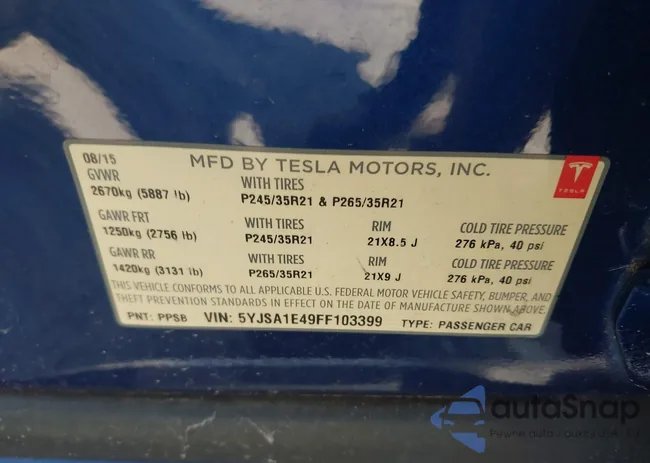 08/15 MFD BY TESLA MOTORS, INC.
GVWR WITH TIRES
2670kg (5887 lb) P245/35R21 & P265/35R21
TESLA
GAWR FRT WITH TIRES RIM COLD TIRE PRESSURE
1250kg (2756 lb) P245/35R21 21X8.5 J 276 kPa, 40 psi
GAWR RR WITH TIRES RIM COLD TIRE PRESSURE
1420kg (3131 lb) P265/35R21 21X9 J 276 kPa, 40 psi
THIS VEHICLE CONFORMS TO ALL APPLICABLE U.S. FEDERAL MOTOR VEHICLE SAFETY, BUMPER, AND
THEFT PREVENTION STANDARDS IN EFFECT ON THE DATE OF MANUFACTURE SHOWN ABOVE.
PNT: PPSB VIN: 5YJSA1E49FF103399 TYPE: PASSENGER CAR
autoSnap